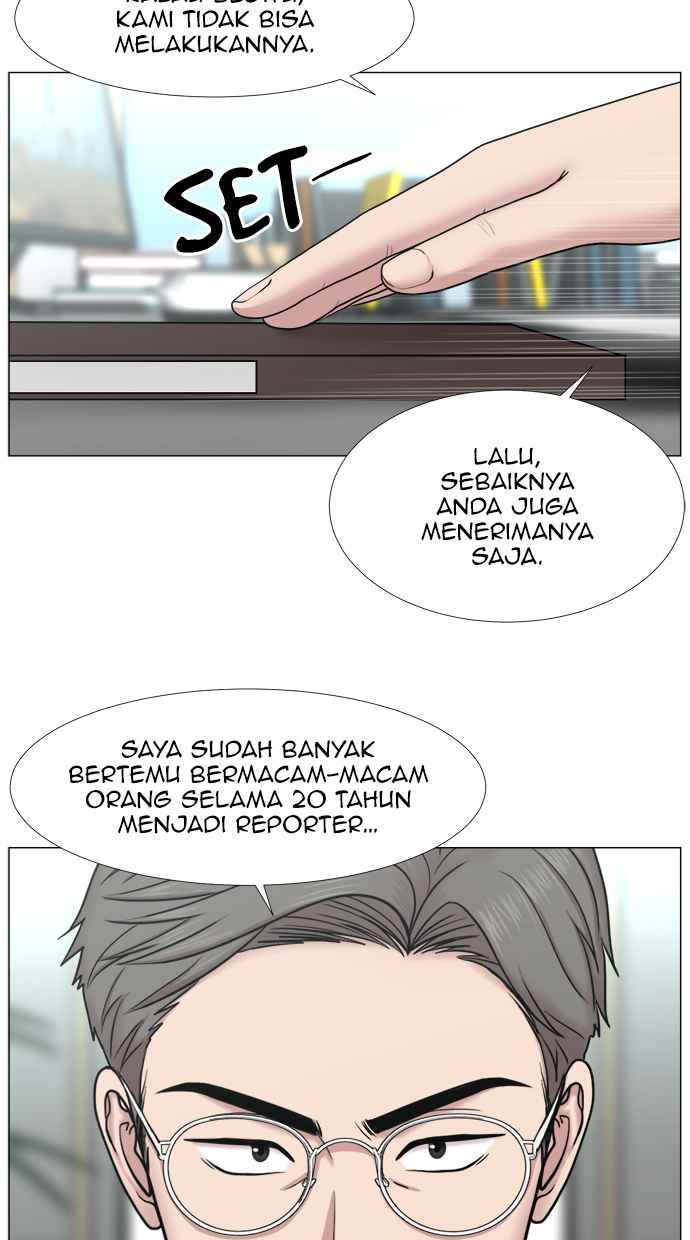 KAMI TIDAK BISA
MELAKUKANNYA.
SET-
LALU,
SEBAIKNYA
ANDA JUGA
MENERIMANYA
SAJA.
SAYA SUDAH BANYAK
BERTEMU BERMACAM-MACAM
ORANG SELAMA 20 TAHUN
MENJADI REPORTER...